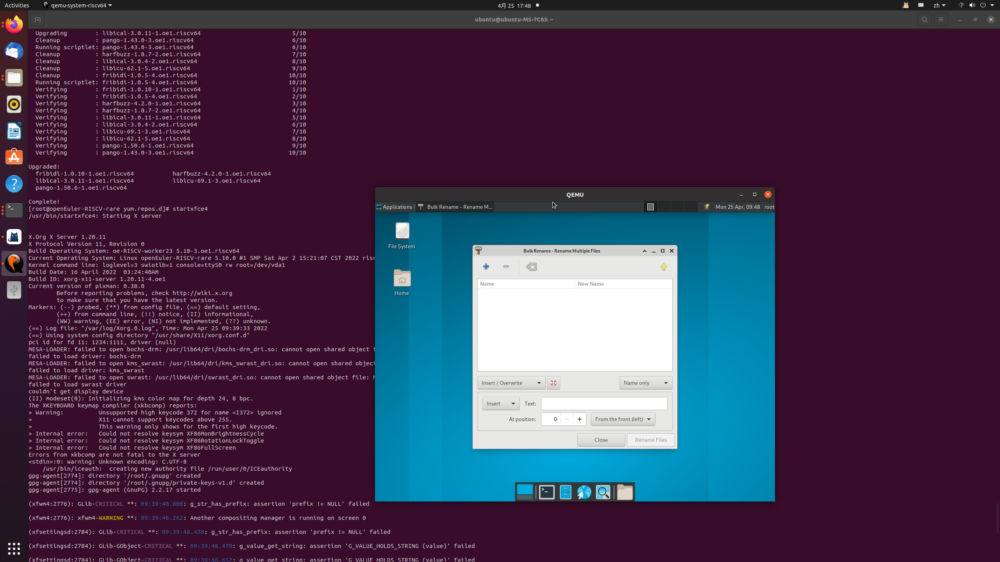 Activities
qemu-system-riscv64
4月 25 17:48
zh
ubuntu@ubuntu-MS-7C83: ~
Upgrading : libical-3.0.11-1.oe1.riscv64 5/10
Cleanup : pango-1.43.0-3.oe1.riscv64 6/10
Running scriptlet: pango-1.43.0-3.oe1.riscv64 6/10
Cleanup : harfbuzz-1.8.7-2.oe1.riscv64 7/10
Cleanup : libical-3.0.4-2.oe1.riscv64 8/10
Cleanup : libicu-62.1-5.oe1.riscv64 9/10
Cleanup : fribidi-1.0.5-4.oe1.riscv64 10/10
Running scriptlet: fribidi-1.0.5-4.oe1.riscv64 10/10
Verifying : fribidi-1.0.10-1.oe1.riscv64 1/10
Verifying : fribidi-1.0.5-4.oe1.riscv64 2/10
Verifying : harfbuzz-4.2.0-1.oe1.riscv64 3/10
Verifying : harfbuzz-1.8.7-2.oe1.riscv64 4/10
Verifying : libical-3.0.11-1.oe1.riscv64 5/10
Verifying : libical-3.0.4-2.oe1.riscv64 6/10
Verifying : libicu-69.1-3.oe1.riscv64 7/10
Verifying : libicu-62.1-5.oe1.riscv64 8/10
Verifying : pango-1.50.6-1.oe1.riscv64 9/10
Verifying : pango-1.43.0-3.oe1.riscv64 10/10
Upgraded:
fribidi-1.0.10-1.oe1.riscv64 harfbuzz-4.2.0-1.oe1.riscv64
libical-3.0.11-1.oe1.riscv64 libicu-69.1-3.oe1.riscv64
pango-1.50.6-1.oe1.riscv64
Complete!
[root@openEuler-RISCV-rare yum.repos.d]# startxfce4
/usr/bin/startxfce4: Starting X server
X.Org X Server 1.20.11
X Protocol Version 11, Revision 0
Build Operating System: oe-RISCV-worker23 5.10-3.oe1.riscv64
Current Operating System: Linux openEuler-RISCV-rare 5.10.0 #1 SMP Sat Apr 2 15:21:07 CST 2022 risc
Kernel command line: loglevel=3 swiotlb=1 console=ttyS0 rw root=/dev/vda1
Build Date: 16 April 2022 03:24:40AM
Build ID: xorg-x11-server 1.20.11-4.oe1
Current version of pixman: 0.38.0
Before reporting problems, check http://wiki.x.org
to make sure that you have the latest version.
Markers: (--) probed, (**) from config file, (==) default setting,
(++) from command line, (!!) notice, (II) informational,
(WW) warning, (EE) error, (NI) not implemented, (??) unknown.
(==) Log file: "/var/log/Xorg.0.log", Time: Mon Apr 25 09:39:33 2022
(==) Using system config directory "/usr/share/X11/xorg.conf.d"
pci id for fd 11: 1234:1111, driver (null)
MESA-LOADER: failed to open bochs-drm: /usr/lib64/dri/bochs-drm_dri.so: cannot open shared object f
failed to load driver: bochs-drm
MESA-LOADER: failed to open kms_swrast: /usr/lib64/dri/kms_swrast_dri.so: cannot open shared object
failed to load driver: kms_swrast
MESA-LOADER: failed to open swrast: /usr/lib64/dri/swrast_dri.so: cannot open shared object file: N
failed to load swrast driver
couldn't get display device
(II) modeset(0): Initializing kms color map for depth 24, 8 bpc.
The XKEYBOARD keymap compiler (xkbcomp) reports:
> Warning: Unsupported high keycode 372 for name <I372> ignored
> X11 cannot support keycodes above 255.
> This warning only shows for the first high keycode.
> Internal error: Could not resolve keysym XF86MonBrightnessCycle
> Internal error: Could not resolve keysym XF86RotationLockToggle
> Internal error: Could not resolve keysym XF86FullScreen
Errors from xkbcomp are not fatal to the X server
<stdin>:0: warning: Unknown encoding: C.UTF-8
/usr/bin/iceauth: creating new authority file /run/user/0/ICEauthority
gpg-agent[2774]: directory '/root/.gnupg' created
gpg-agent[2774]: directory '/root/.gnupg/private-keys-v1.d' created
gpg-agent[2775]: gpg-agent (GnuPG) 2.2.17 started
(xfwm4:2776): GLib-CRITICAL **: 09:39:40.806: g_str_has_prefix: assertion 'prefix != NULL' failed
(xfwm4:2776): xfwm4-WARNING **: 09:39:48.262: Another compositing manager is running on screen 0
(xfsettingsd:2784): GLib-CRITICAL **: 09:39:48.438: g_str_has_prefix: assertion 'prefix != NULL' failed
(xfsettingsd:2784): GLib-GObject-CRITICAL **: 09:39:48.470: g_value_get_string: assertion 'G_VALUE_HOLDS_STRING (value)' failed
(xfsettingsd:2784): GLib-GObject-CRITICAL **: 09:39:48.652: g_value_get_string: assertion 'G_VALUE_HOLDS_STRING (value)' failed
QEMU
Applications
Bulk Rename - Rename M...
Mon 25 Apr, 09:48
root
File System
Home
Bulk Rename - Rename Multiple Files
Name
New Name
Insert / Overwrite
Name only
Insert
Text:
At position:
0
From the front (left)
Close
Rename Files